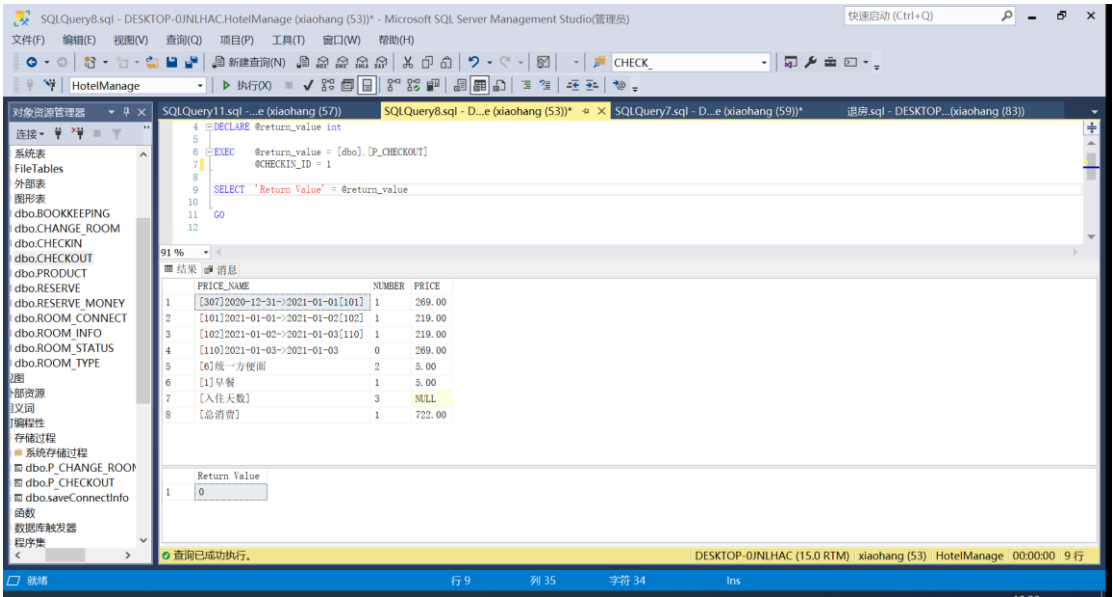 SQLQuery8.sql - DESKTOP-0JNLHAC.HotelManage (xiaohang (53))* - Microsoft SQL Server Management Studio(管理员)
快速启动 (Ctrl+Q)
文件(F) 编辑(E) 视图(V) 查询(Q) 项目(P) 工具(T) 窗口(W) 帮助(H)
新建查询(N) CHECK_
HotelManage 执行(X)
对象资源管理器
SQLQuery11.sql -...e (xiaohang (57)) SQLQuery8.sql - D...e (xiaohang (53))* SQLQuery7.sql - D...e (xiaohang (59))* 退房.sql - DESKTOP...(xiaohang (83))
连接
系统表
FileTables
外部表
图形表
dbo.BOOKKEEPING
dbo.CHANGE_ROOM
dbo.CHECKIN
dbo.CHECKOUT
dbo.PRODUCT
dbo.RESERVE
dbo.RESERVE_MONEY
dbo.ROOM_CONNECT
dbo.ROOM_INFO
dbo.ROOM_STATUS
dbo.ROOM_TYPE
图
部资源
义词
编程性
存储过程
系统存储过程
dbo.P_CHANGE_ROOM
dbo.P_CHECKOUT
dbo.saveConnectInfo
函数
数据库触发器
程序集
4 DECLARE @return_value int
5
6 EXEC @return_value = [dbo].[P_CHECKOUT]
7 @CHECKIN_ID = 1
8
9 SELECT 'Return Value' = @return_value
10
11 GO
12
91 %
结果 消息
PRICE_NAME NUMBER PRICE
1 [307]2020-12-31->2021-01-01[101] 1 269.00
2 [101]2021-01-01->2021-01-02[102] 1 219.00
3 [102]2021-01-02->2021-01-03[110] 1 219.00
4 [110]2021-01-03->2021-01-03 0 269.00
5 [6]统一方便面 2 5.00
6 [1]早餐 1 5.00
7 [入住天数] 3 NULL
8 [总消费] 1 722.00
Return Value
1 0
查询已成功执行。 DESKTOP-0JNLHAC (15.0 RTM) xiaohang (53) HotelManage 00:00:00 9 行
就绪 行 9 列 35 字符 34 Ins